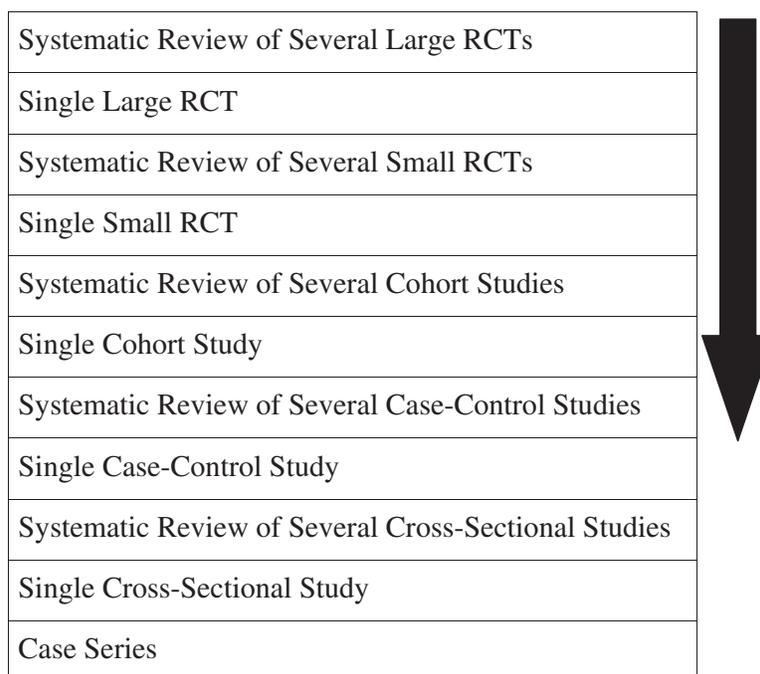 Systematic Review of Several Large RCTs
Single Large RCT
Systematic Review of Several Small RCTs
Single Small RCT
Systematic Review of Several Cohort Studies
Single Cohort Study
Systematic Review of Several Case-Control Studies
Single Case-Control Study
Systematic Review of Several Cross-Sectional Studies
Single Cross-Sectional Study
Case Series